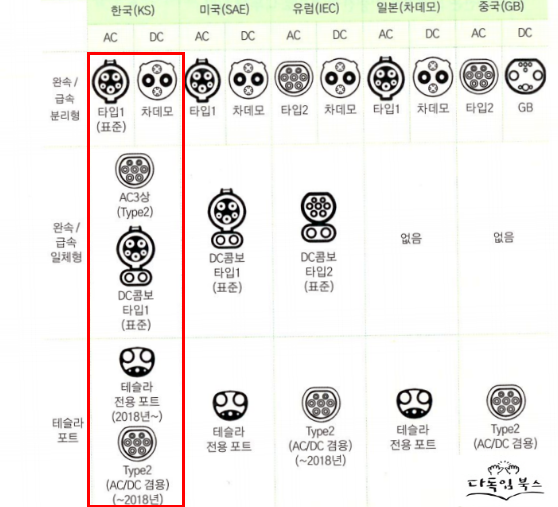 한국(KS) 미국(SAE) 유럽(IEC) 일본(차데모) 중국(GB)
AC DC AC DC AC DC AC DC AC DC
완속/
급속
분리형
타입1 차데모 타입1 차데모 타입2 차데모 타입1 차데모 타입2 GB
(표준)
AC3상
(Type2)
완속/
급속
일체형
DC콤보
타입1
(표준)
DC콤보
타입1
(표준)
DC콤보
타입2
(표준)
없음
없음
테슬라
포트
테슬라
전용 포트
(2018년~)
Type2
(AC/DC 겸용)
(~2018년)
테슬라
전용 포트
Type2
(AC/DC 겸용)
(~2018년)
테슬라
전용 포트
Type2
(AC/DC 겸용)
다독임북스